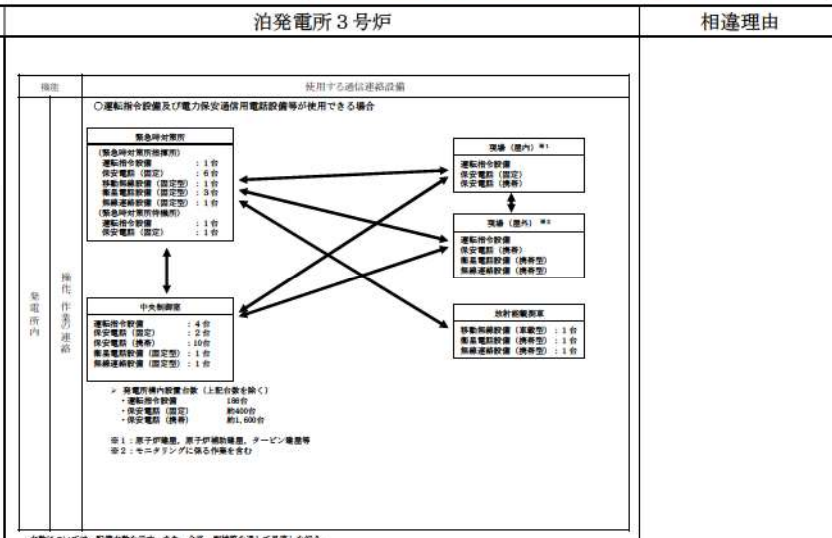 泊発電所３号炉
相違理由
機能
使用する通信連絡設備
発電所内
操作、作業の連絡
○運転指令設備及び電力保安通信用電話設備等が使用できる場合
緊急時対策所
(緊急時対策所指揮所)
運転指令設備 ：１台
保安電話（固定） ：６台
移動無線設備（固定型）：１台
衛星電話設備（固定型）：３台
無線連絡設備（固定型）：１台
(緊急時対策所待機所)
運転指令設備 ：１台
保安電話（固定） ：１台
中央制御室
運転指令設備 ：４台
保安電話（固定） ：２台
保安電話（携帯） ：10台
衛星電話設備（固定型）：１台
無線連絡設備（固定型）：１台
現場（屋内）※１
運転指令設備
保安電話（固定）
保安電話（携帯）
現場（屋外）※２
運転指令設備
保安電話（携帯）
衛星電話設備（携帯型）
無線連絡設備（携帯型）
放射能観測車
移動無線設備（車載型）：１台
衛星電話設備（携帯型）：１台
無線連絡設備（携帯型）：１台
➢ 発電所構内設置台数（上記台数を除く）
・運転指令設備 188台
・保安電話（固定） 約400台
・保安電話（携帯） 約1,600台
※１：原子炉建屋，原子炉補助建屋，タービン建屋等
※２：モニタリングに係る作業を含む